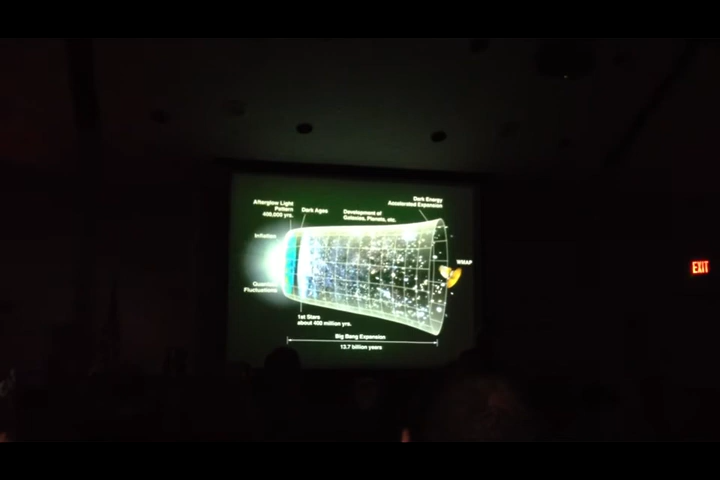 Dark Energy
Accelerated Expansion
Afterglow Light
Pattern
400,000 yrs.
Dark Ages
Development of
Galaxies, Planets, etc.
Inflation
WMAP
EXIT
Quantum
Fluctuations
1st Stars
about 400 million yrs.
Big Bang Expansion
13.7 billion years